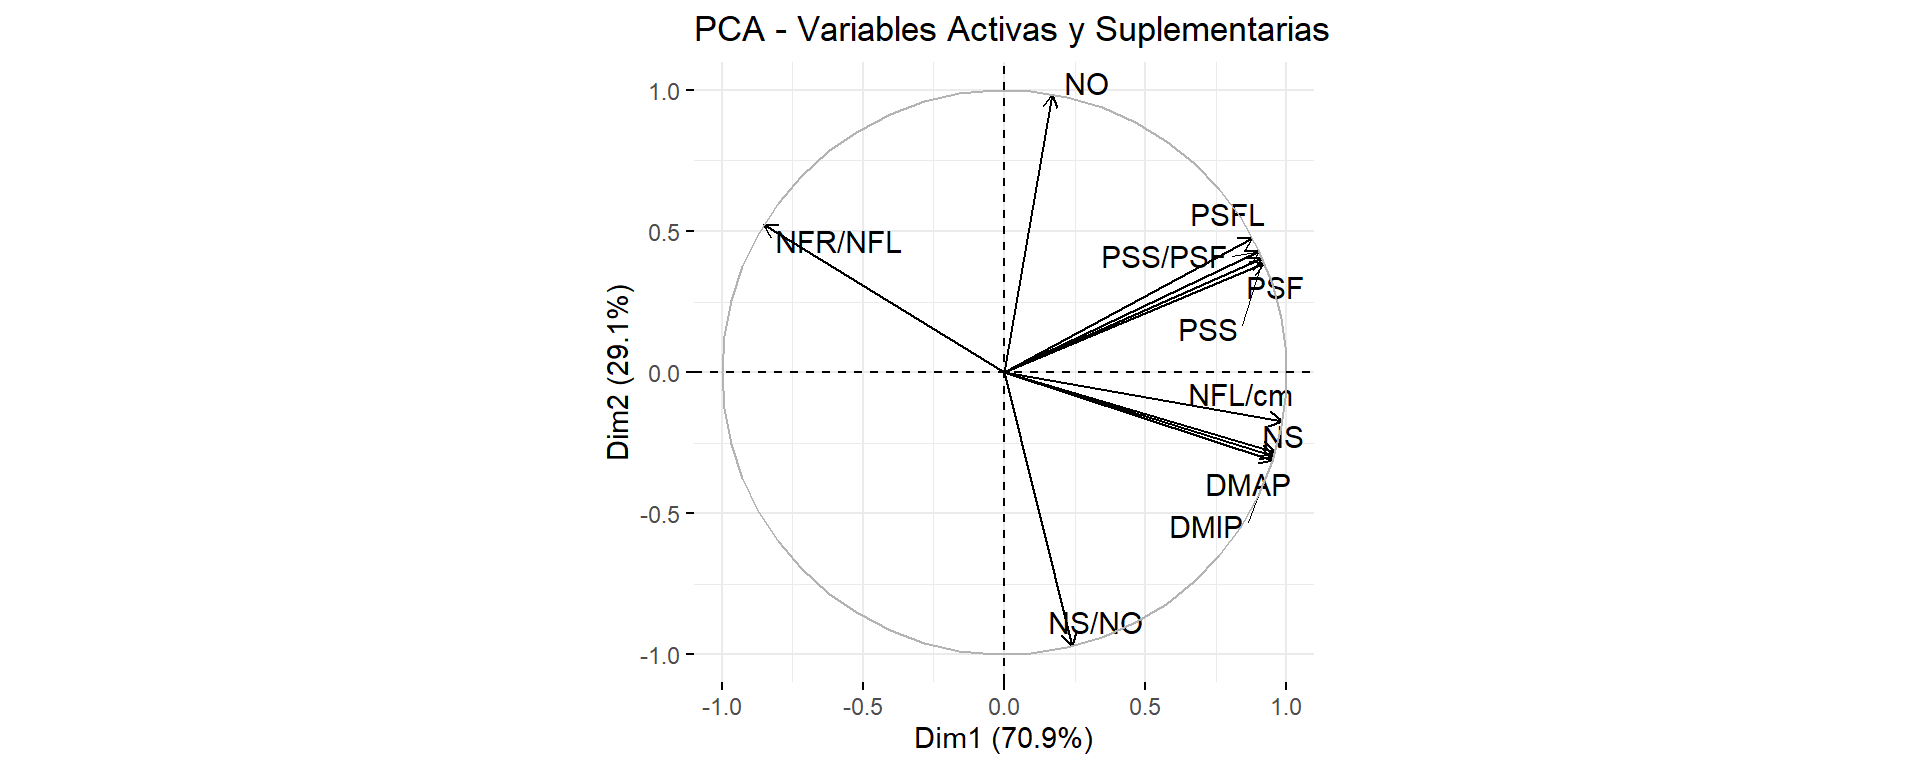 PCA - Variables Activas y Suplementarias
NO
1.0
PSFL
0.5
NFR/NFL
PSS/PSF
PSF
PSS
Dim2 (29.1%)
0.0
NFL/cm
NS
DMAP
-0.5
DMIP
NS/NO
-1.0
-1.0 -0.5 0.0 0.5 1.0
Dim1 (70.9%)